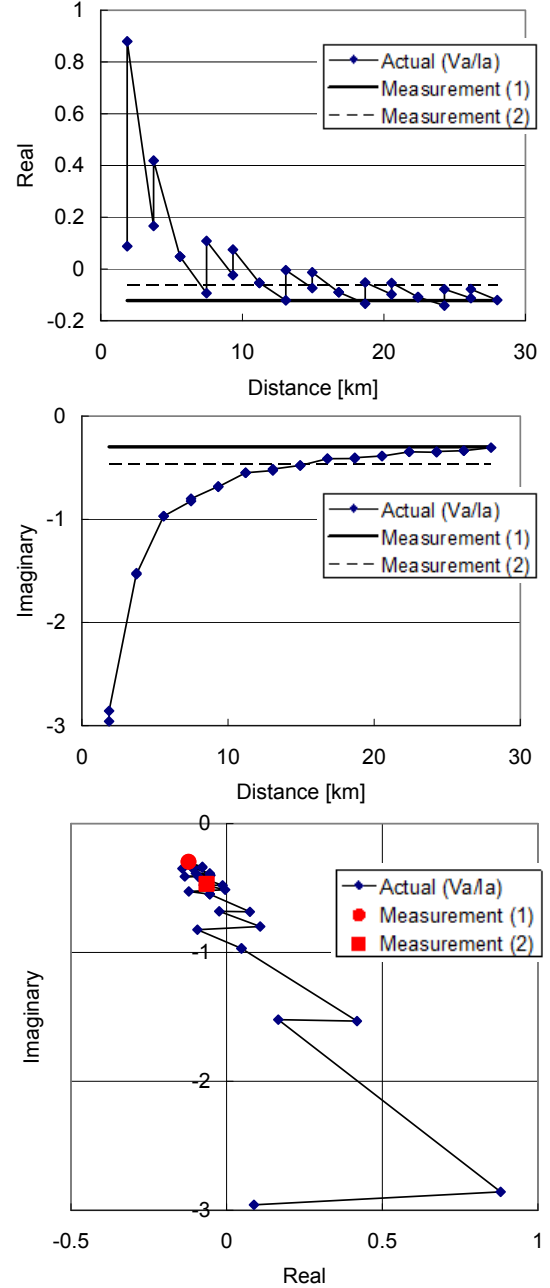 1
0.8
0.6
0.4
0.2
0
-0.2
Real
0
10
20
30
Distance [km]
Actual (Va/Ia)
Measurement (1)
Measurement (2)
0
-1
-2
-3
Imaginary
0
10
20
30
Distance [km]
Actual (Va/Ia)
Measurement (1)
Measurement (2)
0
-1
-2
-3
Imaginary
-0.5
0
0.5
1
Real
Actual (Va/Ia)
Measurement (1)
Measurement (2)